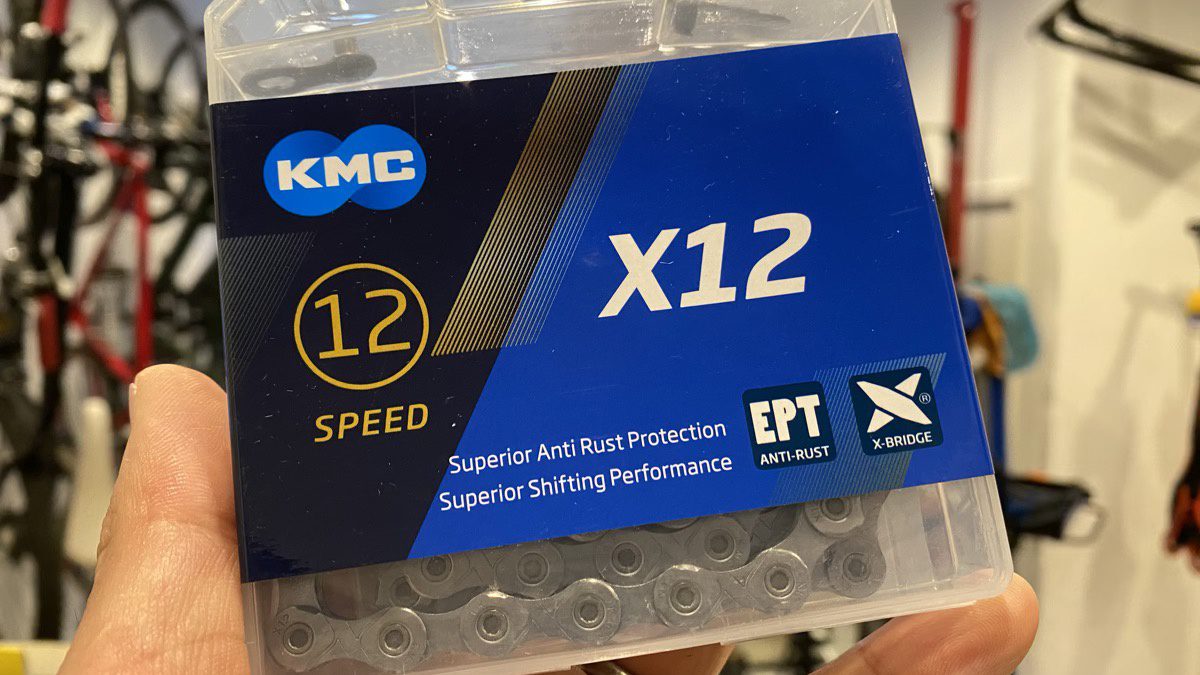 KMC
X12
12
SPEED
Superior Anti Rust Protection
Superior Shifting Performance
EPT
ANTI-RUST
X®
X-BRIDGE